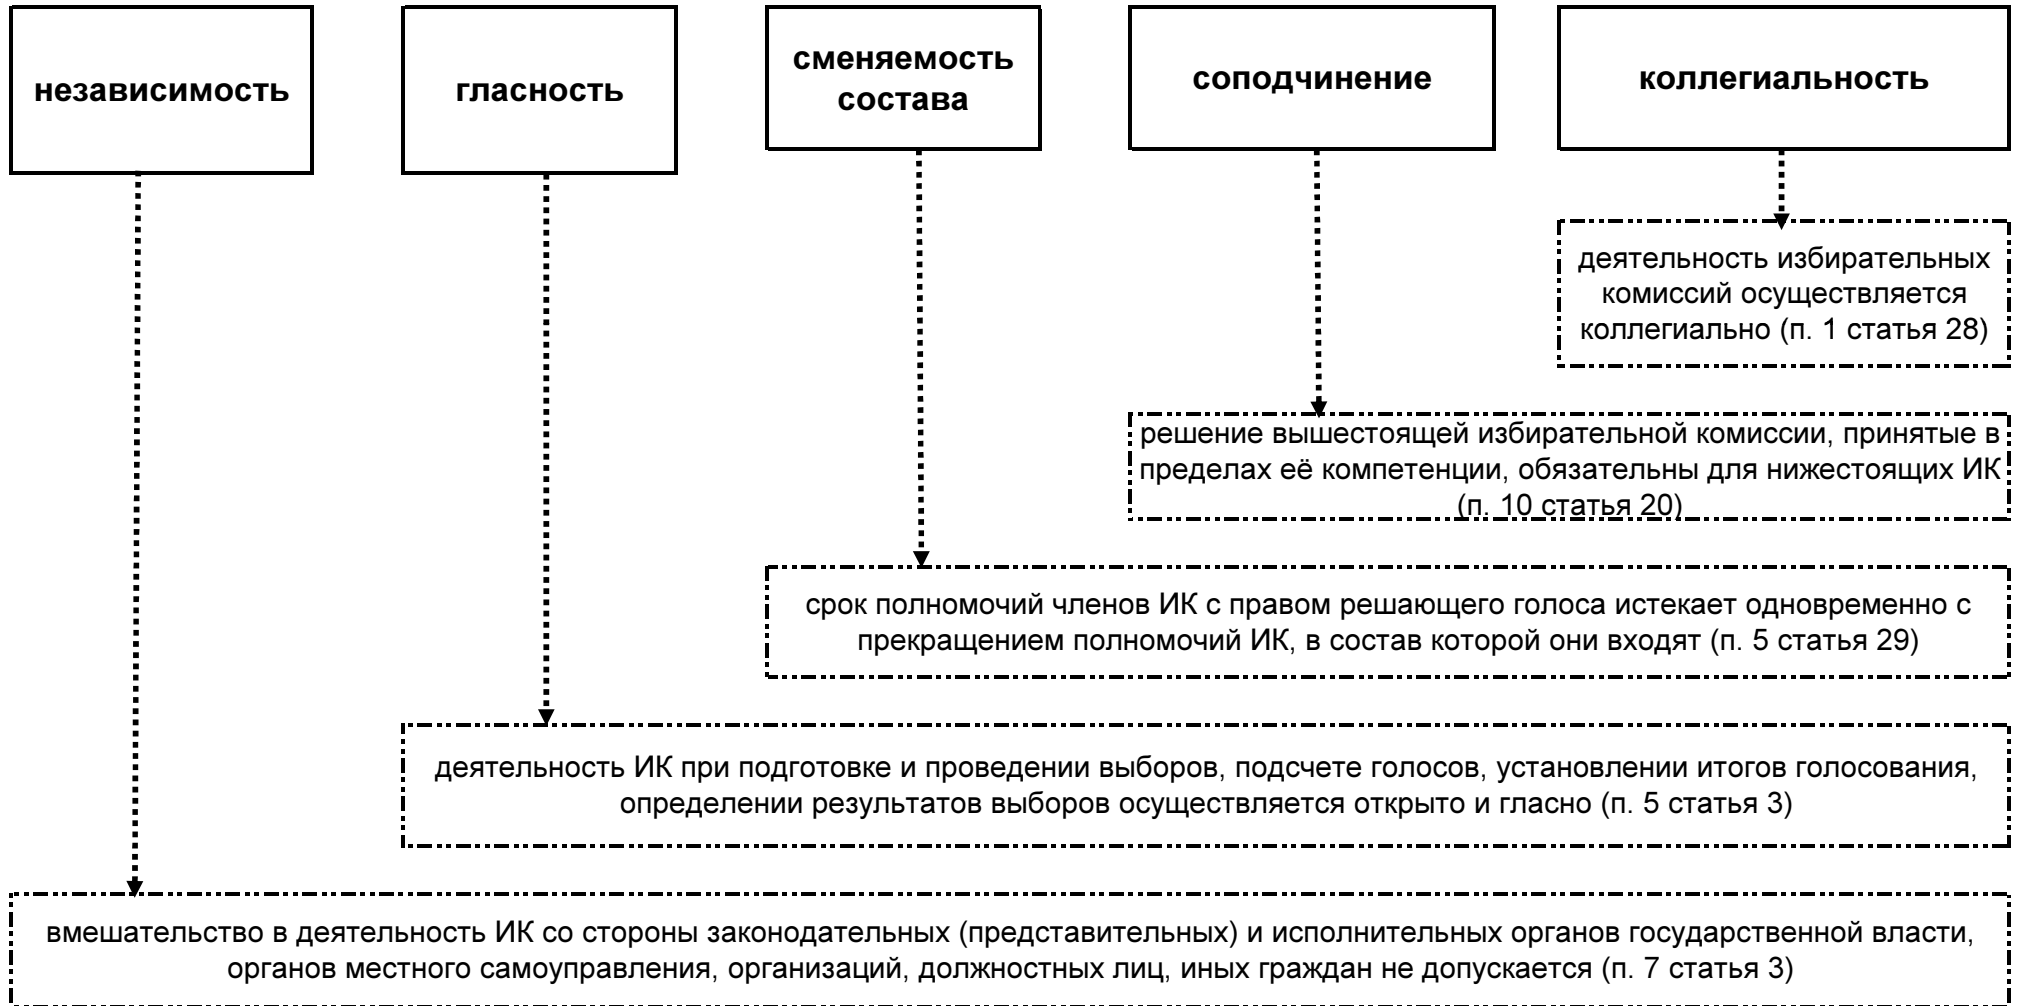 независимость
гласность
сменяемость
состава
соподчинение
коллегиальность
деятельность избирательных
комиссий осуществляется
коллегиально (п. 1 статья 28)
решение вышестоящей избирательной комиссии, принятые в
пределах её компетенции, обязательны для нижестоящих ИК
(п. 10 статья 20)
срок полномочий членов ИК с правом решающего голоса истекает одновременно с
прекращением полномочий ИК, в состав которой они входят (п. 5 статья 29)
деятельность ИК при подготовке и проведении выборов, подсчете голосов, установлении итогов голосования,
определении результатов выборов осуществляется открыто и гласно (п. 5 статья 3)
вмешательство в деятельность ИК со стороны законодательных (представительных) и исполнительных органов государственной власти,
органов местного самоуправления, организаций, должностных лиц, иных граждан не допускается (п. 7 статья 3)